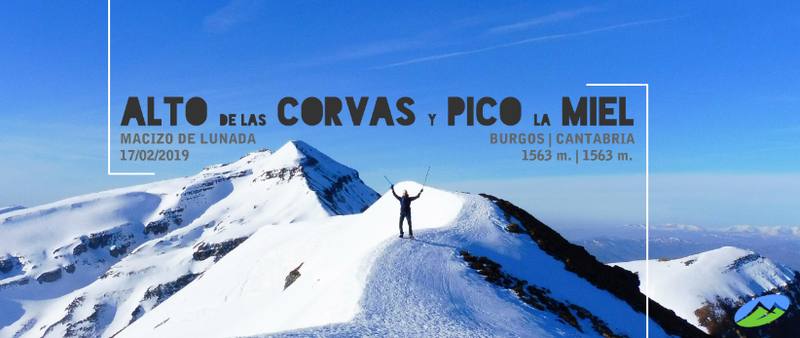 ALTO DE LAS CORVAS Y PICO LA MIEL
MACIZO DE LUNADA
17/02/2019
BURGOS | CANTABRIA
1563 m. | 1563 m.